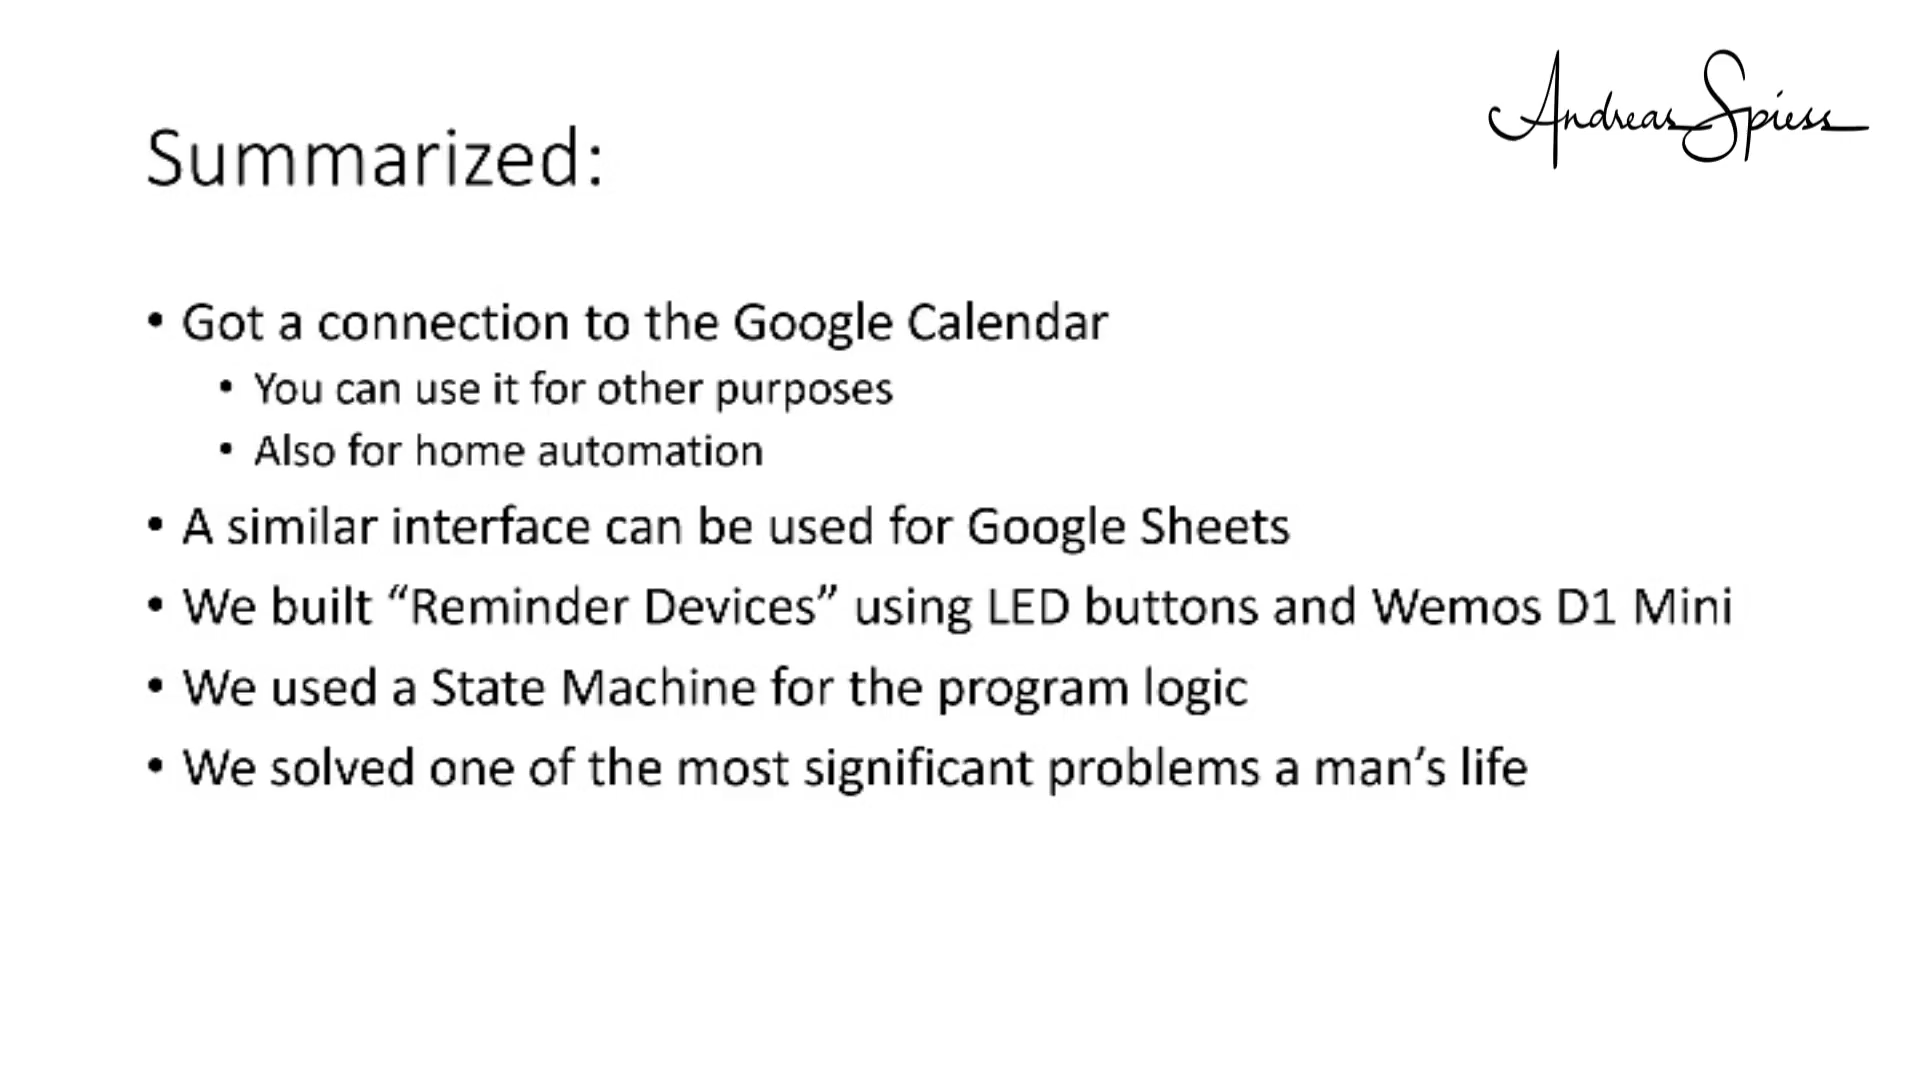 Andreas Spiess
Summarized:
• Got a connection to the Google Calendar
• You can use it for other purposes
• Also for home automation
• A similar interface can be used for Google Sheets
• We built “Reminder Devices” using LED buttons and Wemos D1 Mini
• We used a State Machine for the program logic
• We solved one of the most significant problems a man’s life